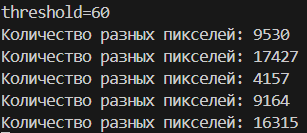 threshold=60
Количество разных пикселей: 9530
Количество разных пикселей: 17427
Количество разных пикселей: 4157
Количество разных пикселей: 9164
Количество разных пикселей: 16315